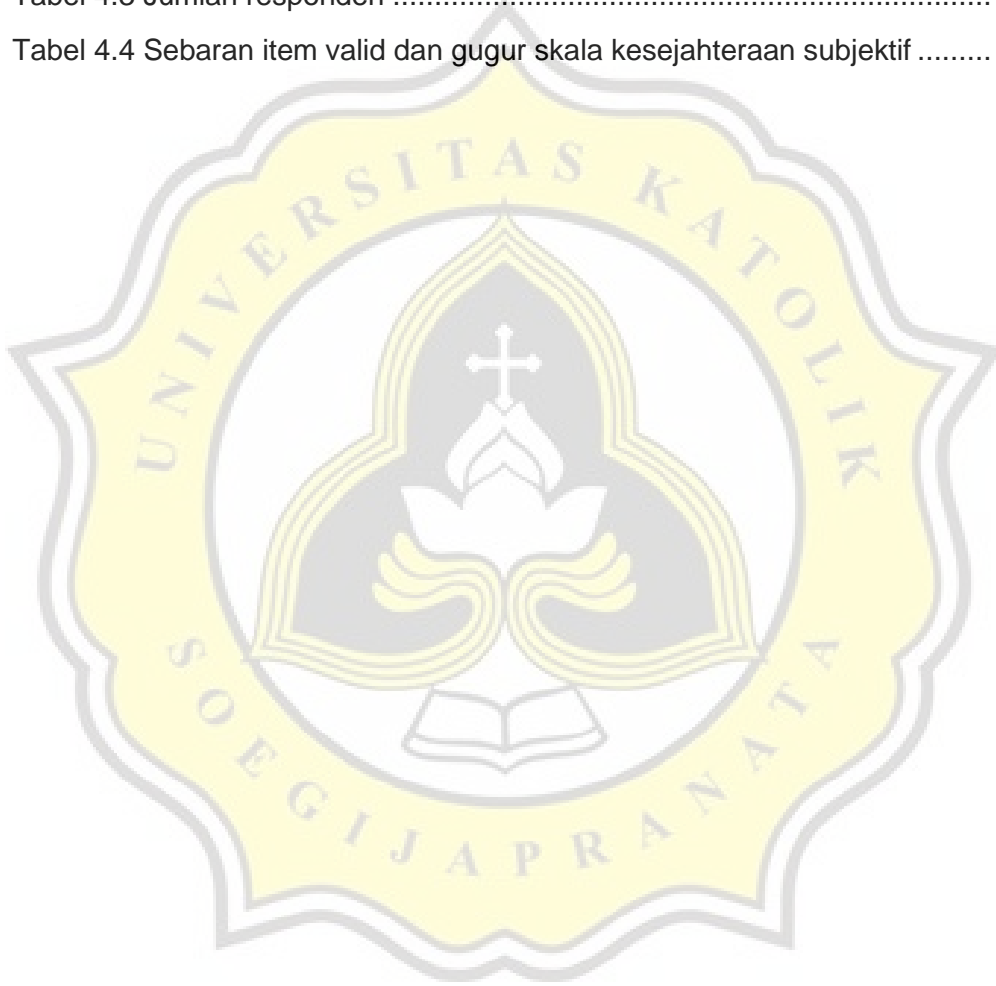 Tabel 4.3 Jumlah responden ........................................................................
Tabel 4.4 Sebaran item valid dan gugur skala kesejahteraan subjektif .........
UNIVERSITAS KATOLIK
SOEGIJAPRANATA